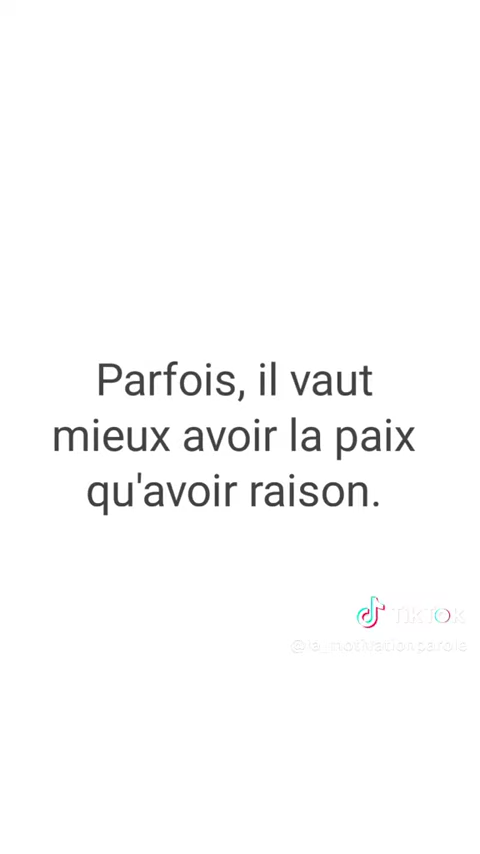 Parfois, il vaut
mieux avoir la paix
qu'avoir raison.
TikTok